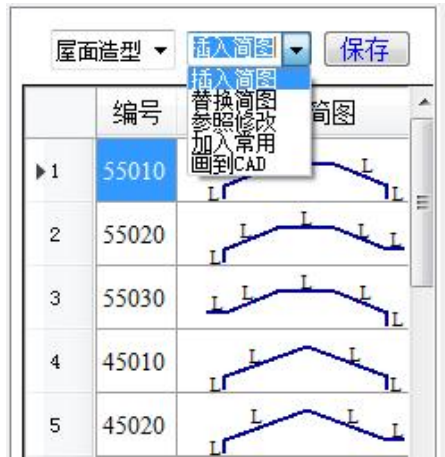 屋面造型 插入简图 保存
插入简图
替换简图
参照修改
加入常用
画到CAD
编号 简图
1 55010 L L L
2 55020 L L L L L
3 55030 L L L L L
4 45010 L L L L
5 45020 L L L L